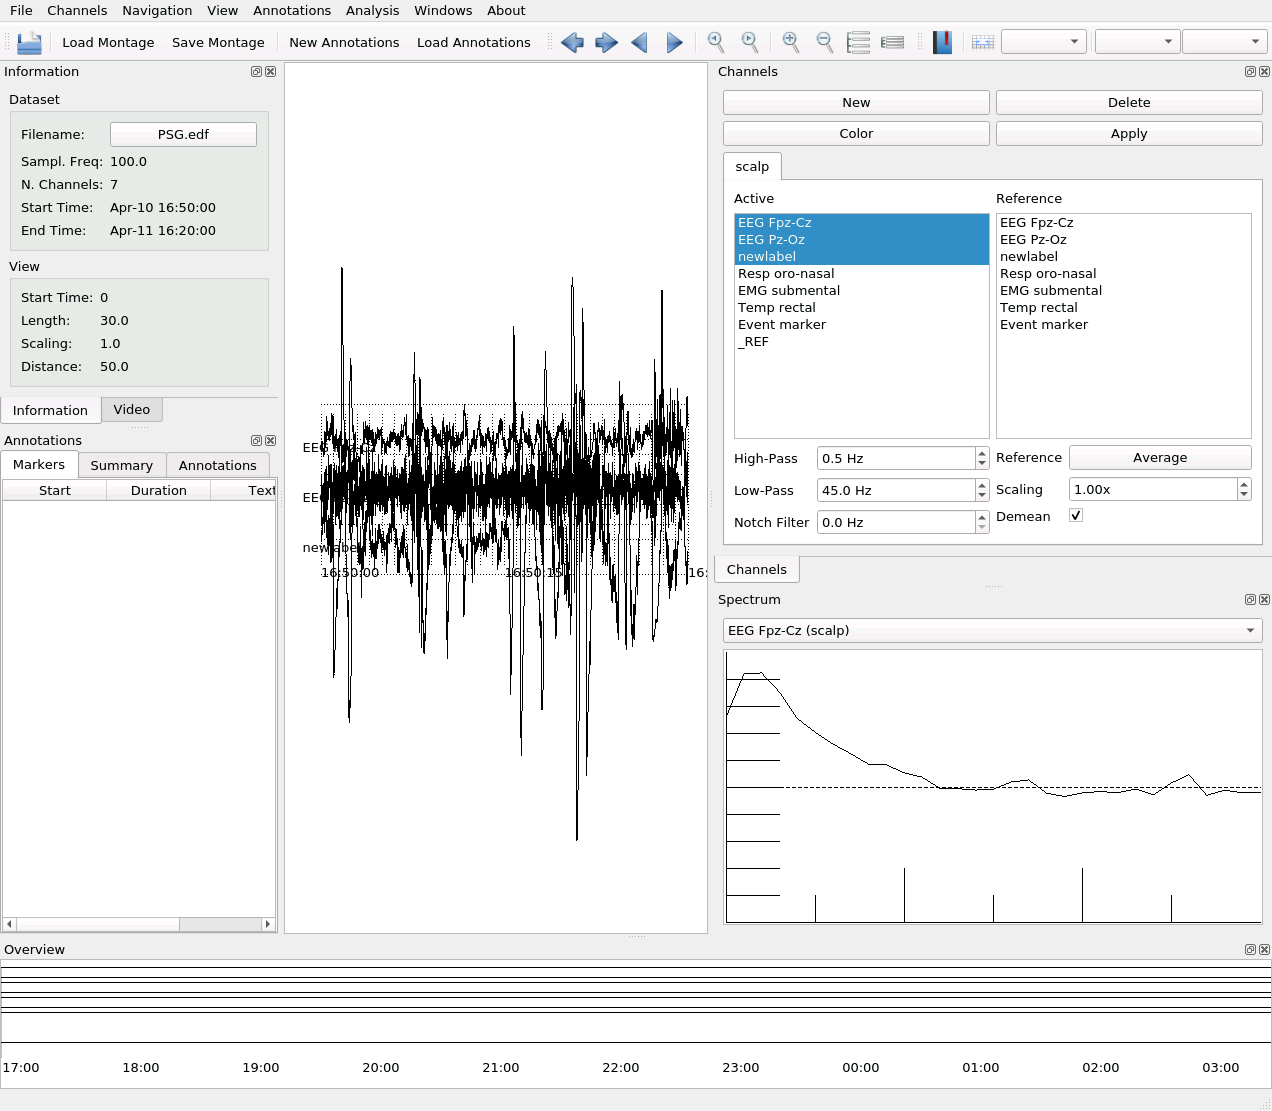 File Channels Navigation View Annotations Analysis Windows About
Load Montage Save Montage New Annotations Load Annotations
Information
Dataset
Filename: PSG.edf
Sampl. Freq: 100.0
N. Channels: 7
Start Time: Apr-10 16:50:00
End Time: Apr-11 16:20:00
View
Start Time: 0
Length: 30.0
Scaling: 1.0
Distance: 50.0
Information Video
Annotations
Markers Summary Annotations
Start Duration Text
EEG Fpz-Cz
newlabel
16:50:00 16:50:15 16:
Channels
New Delete
Color Apply
scalp
Active Reference
EEG Fpz-Cz EEG Fpz-Cz
EEG Pz-Oz EEG Pz-Oz
newlabel newlabel
Resp oro-nasal Resp oro-nasal
EMG submental EMG submental
Temp rectal Temp rectal
Event marker Event marker
_REF
High-Pass 0.5 Hz Reference Average
Low-Pass 45.0 Hz Scaling 1.00x
Notch Filter 0.0 Hz Demean
Channels
Spectrum
EEG Fpz-Cz (scalp)
Overview
17:00 18:00 19:00 20:00 21:00 22:00 23:00 00:00 01:00 02:00 03:00